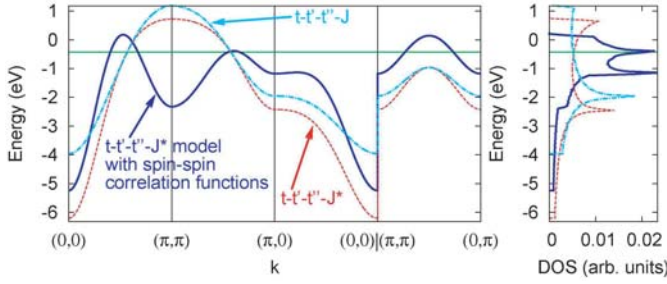 t-t'-t''-J
t-t'-t''-J* model
with spin-spin
correlation functions
t-t'-t''-J*
Energy (eV)
1
0
-1
-2
-3
-4
-5
-6
(0,0)
(π,π)
(π,0)
(0,0)|(π,π)
(0,π)
k
Energy (eV)
1
0
-1
-2
-3
-4
-5
-6
0
0.01
0.02
DOS (arb. units)